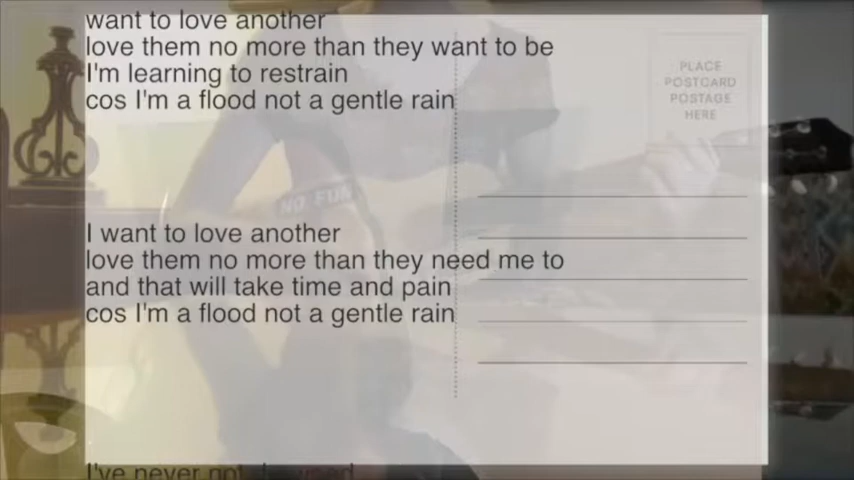 want to love another
love them no more than they want to be
I'm learning to restrain
cos I'm a flood not a gentle rain
PLACE
POSTCARD
POSTAGE
HERE
NO FUN
I want to love another
love them no more than they need me to
and that will take time and pain
cos I'm a flood not a gentle rain
I've never not